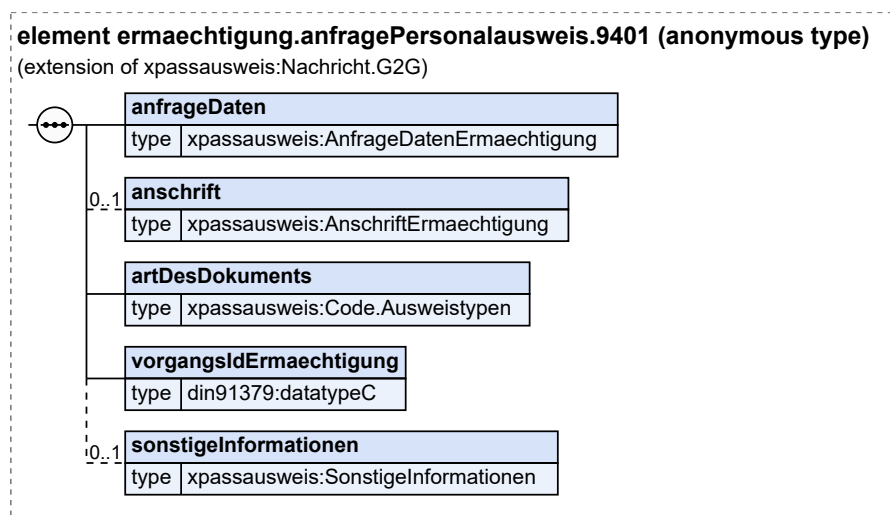 element ermaechtigung.anfragePersonalausweis.9401 (anonymous type)
(extension of xpassausweis:Nachricht.G2G)
anfrageDaten
type xpassausweis:AnfrageDatenErmaechtigung
0..1 anschrift
type xpassausweis:AnschriftErmaechtigung
artDesDokuments
type xpassausweis:Code.Ausweistypen
vorgangsIdErmaechtigung
type din91379:datatypeC
0..1 sonstigeInformationen
type xpassausweis:SonstigeInformationen